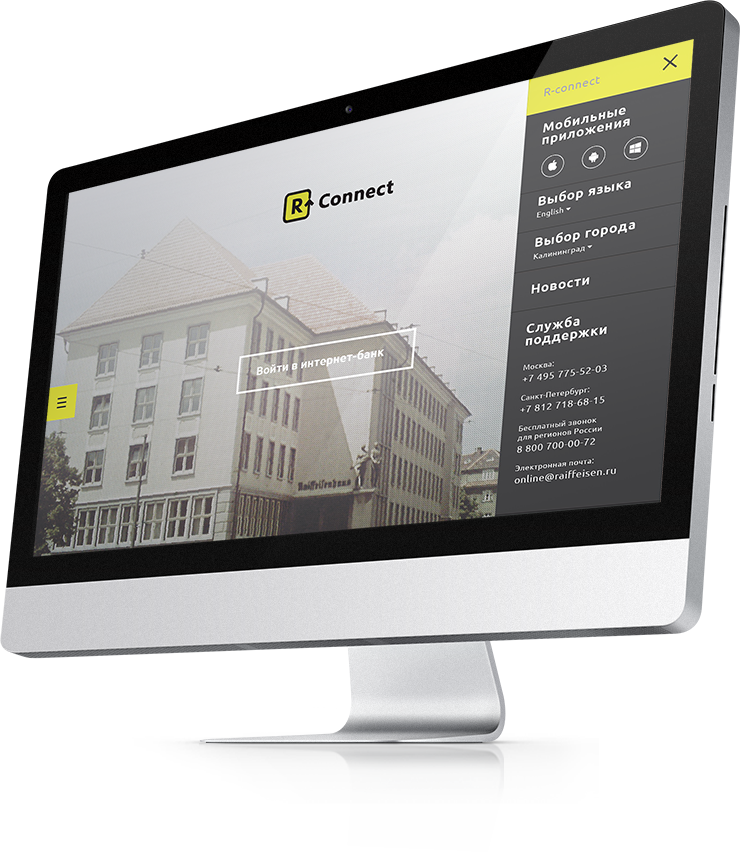 R Connect
Войти в интернет-банк
Raiffeisenhaus
R-connect
Мобильные
приложения
Выбор языка
English
Выбор города
Калининград
Новости
Служба
поддержки
Москва:
+7 495 775-52-03
Санкт-Петербург:
+7 812 718-68-15
Бесплатный звонок
для регионов России
8 800 700-00-72
Электронная почта:
online@raiffeisen.ru